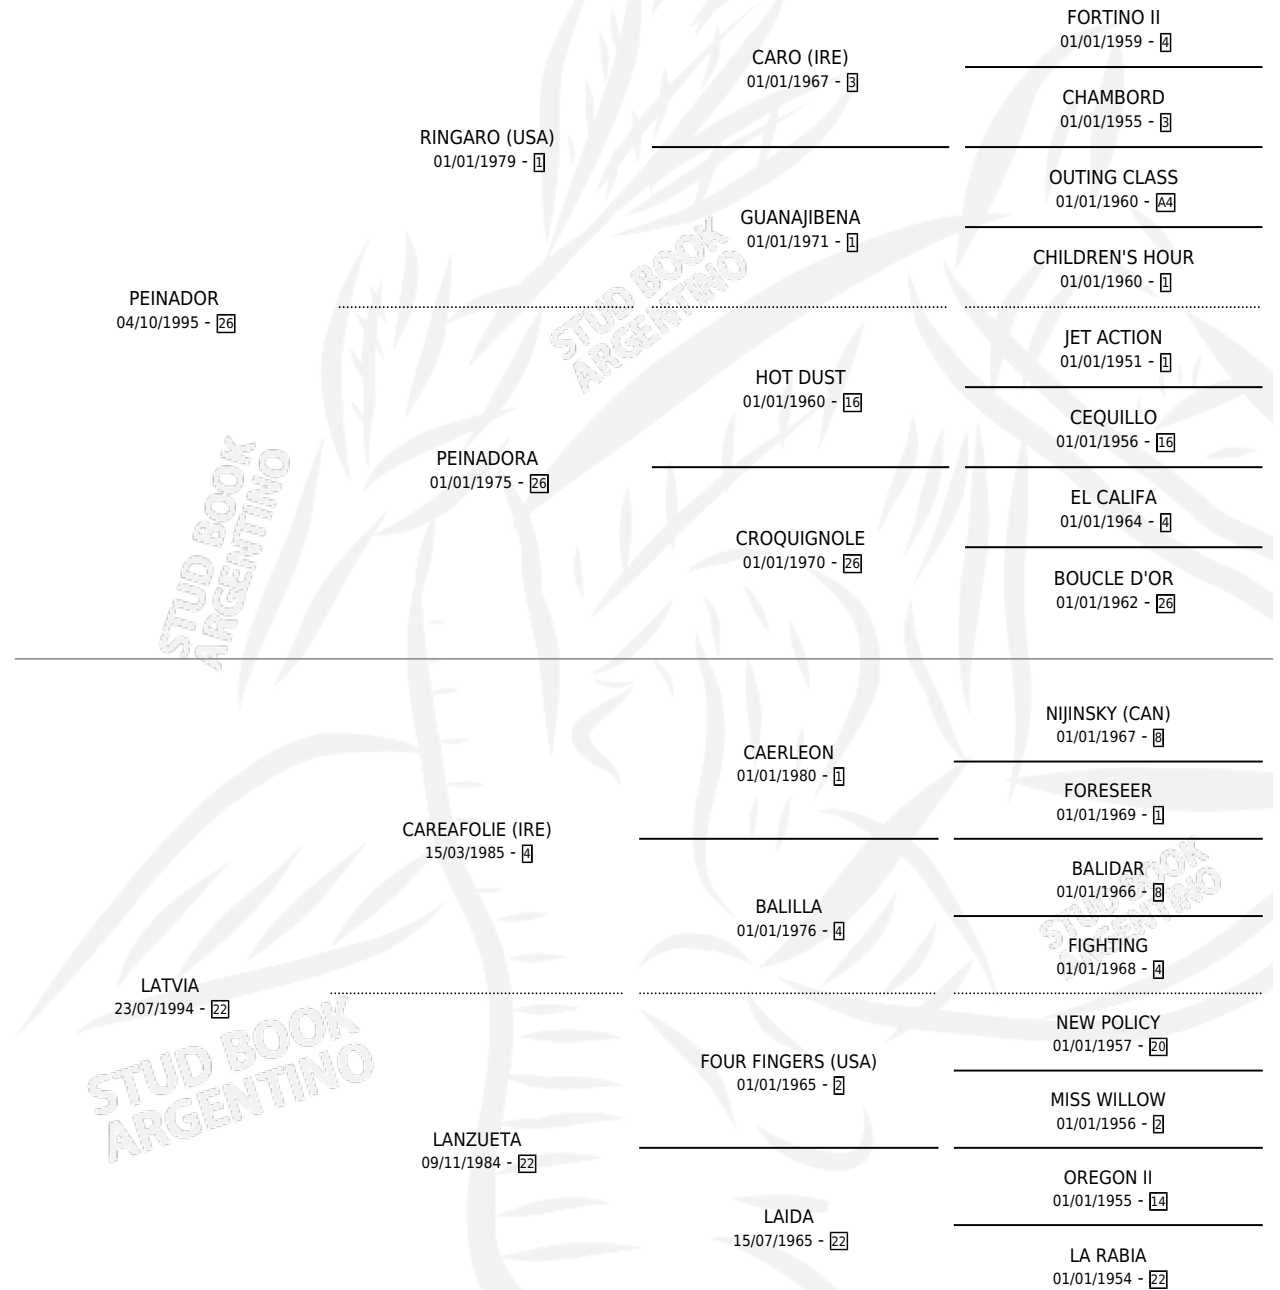 FORTINO II
01/01/1959 - 4
CARO (IRE)
01/01/1967 - 3
CHAMBORD
01/01/1955 - 3
RINGARO (USA)
01/01/1979 - 1
OUTING CLASS
01/01/1960 - A4
GUANAJIBENA
01/01/1971 - 1
CHILDREN'S HOUR
01/01/1960 - 1
PEINADOR
04/10/1995 - 26
STUD BOOK
ARGENTINO
JET ACTION
01/01/1951 - 1
HOT DUST
01/01/1960 - 16
CEQUILLO
01/01/1956 - 16
PEINADORA
01/01/1975 - 26
EL CALIFA
01/01/1964 - 4
CROQUIGNOLE
01/01/1970 - 26
BOUCLE D'OR
01/01/1962 - 26
STUD BOOK
ARGENTINO
NIJINSKY (CAN)
01/01/1967 - 8
CAERLEON
01/01/1980 - 1
FORESEER
01/01/1969 - 1
CAREAFOLIE (IRE)
15/03/1985 - 4
BALIDAR
01/01/1966 - 8
BALILLA
01/01/1976 - 4
FIGHTING
01/01/1968 - 4
STUD BOOK
ARGENTINO
LATVIA
23/07/1994 - 22
NEW POLICY
01/01/1957 - 20
FOUR FINGERS (USA)
01/01/1965 - 2
MISS WILLOW
01/01/1956 - 2
STUD BOOK
ARGENTINO
LANZUETA
09/11/1984 - 22
OREGON II
01/01/1955 - 14
LAIDA
15/07/1965 - 22
LA RABIA
01/01/1954 - 22